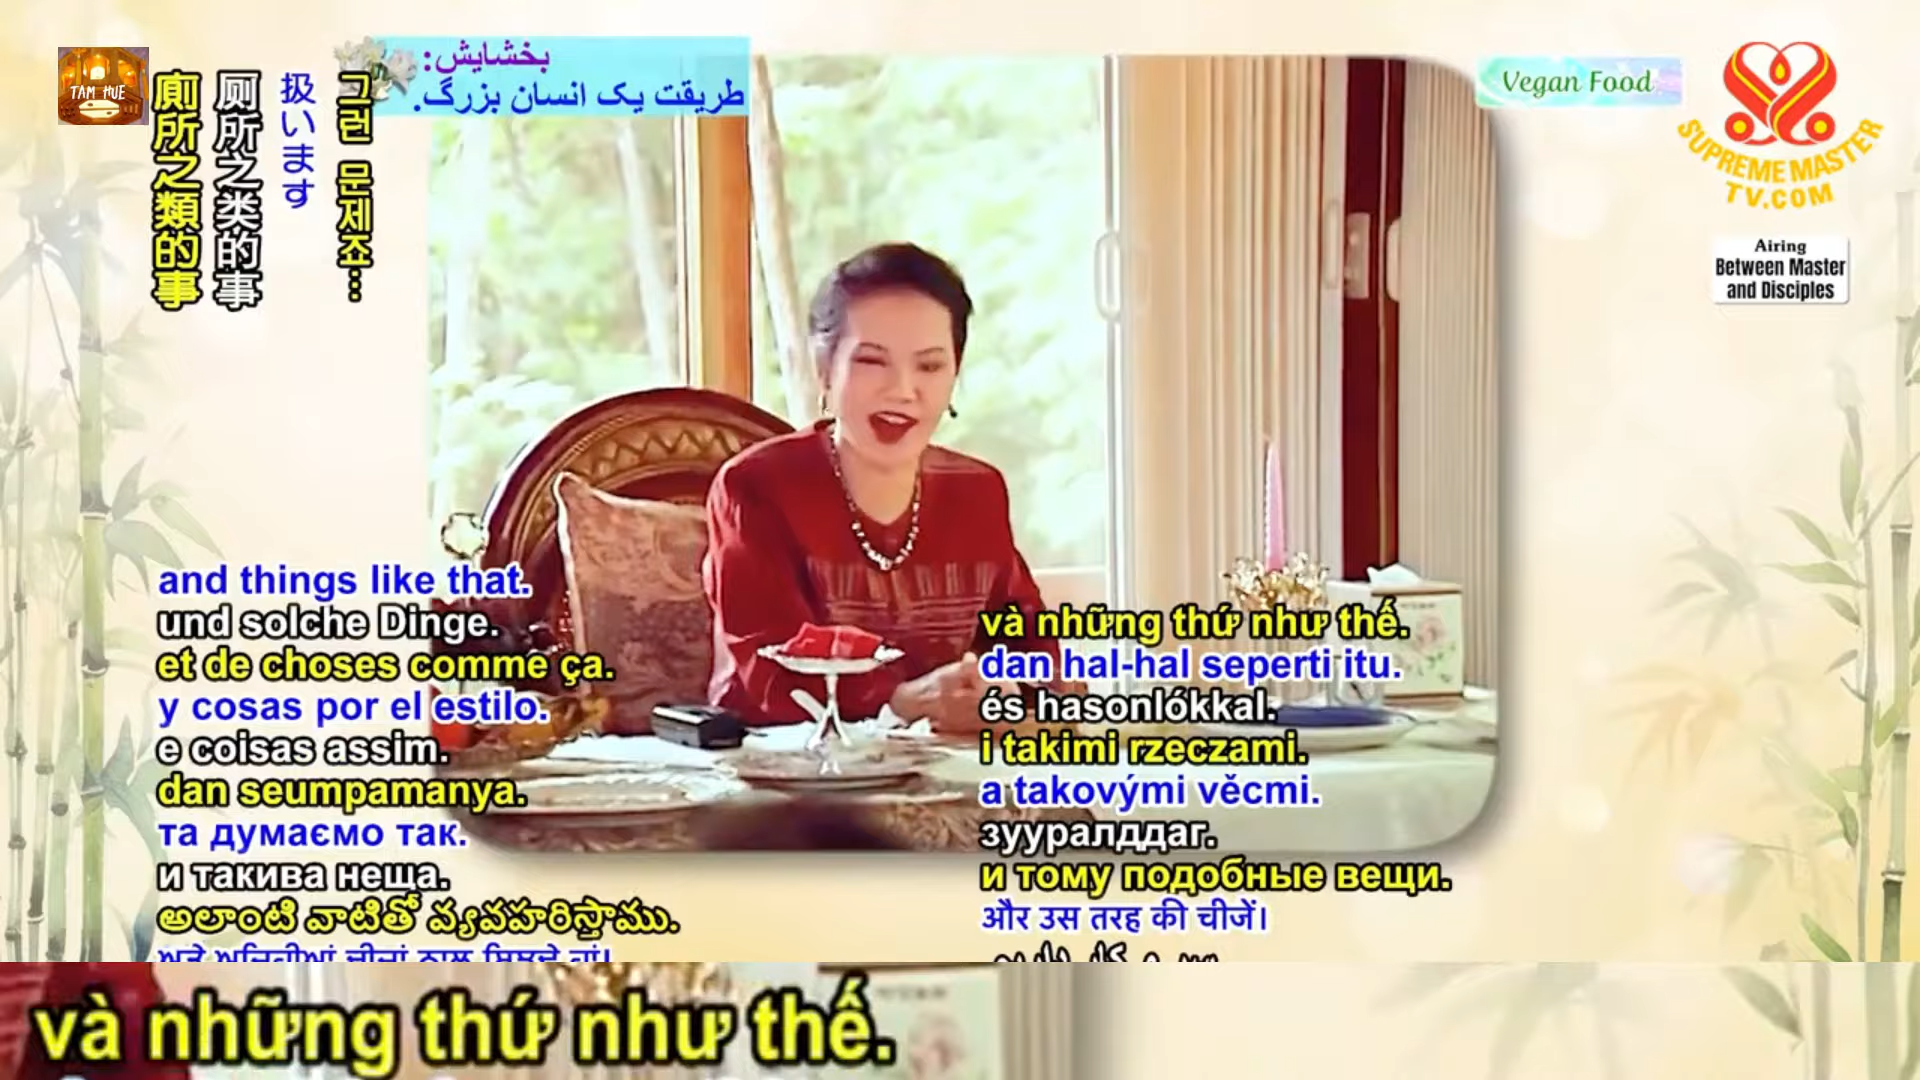 TAM HUE
廁所之類的事
厕所之类的事
扱います
그런 문제죠…
بخشایش:
طریقت یک انسان بزرگ.
Vegan Food
SUPREME MASTER
TV.COM
Airing
Between Master
and Disciples
and things like that.
und solche Dinge.
et de choses comme ça.
y cosas por el estilo.
e coisas assim.
dan seumpamanya.
та думаємо так.
и такива неща.
అలాంటి వాటితో వ్యవహరిస్తాము.
và những thứ như thế.
dan hal-hal seperti itu.
és hasonlókkal.
i takimi rzeczami.
a takovými věcmi.
зууралддаг.
и тому подобные вещи.
और उस तरह की चीजें।
và những thứ như thế.